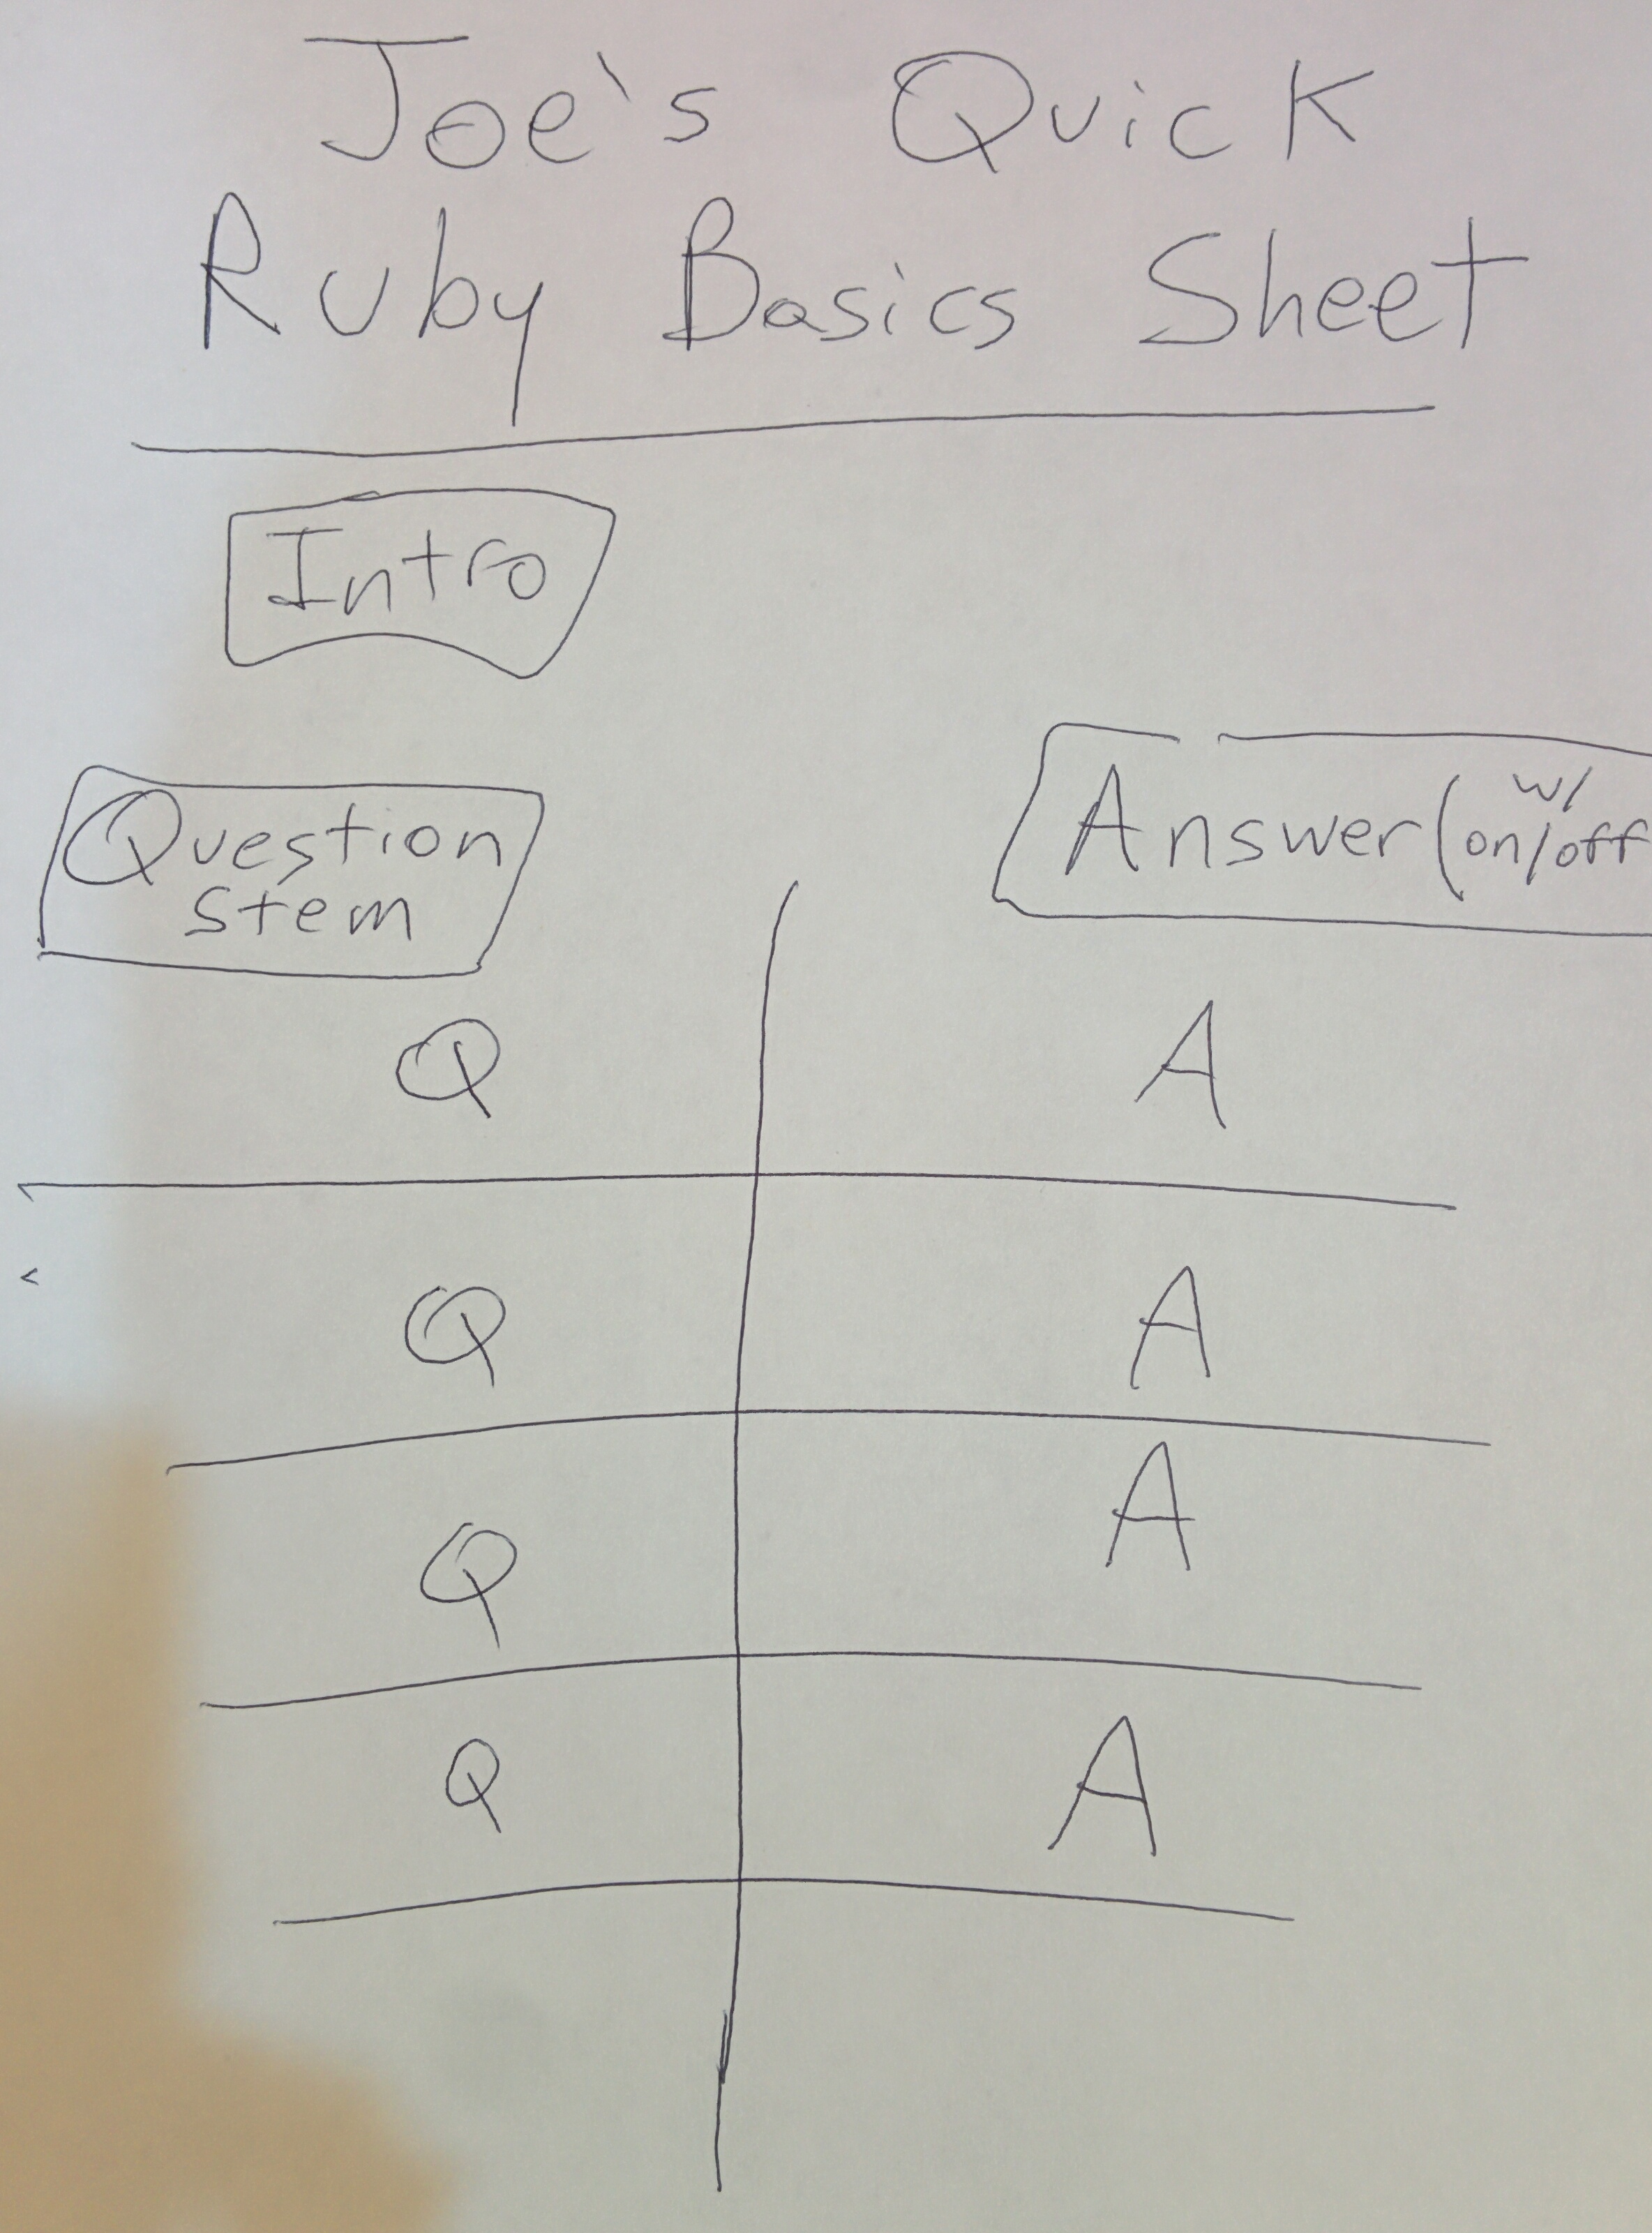 Joe's Quick
Ruby Basics Sheet
Intro
Question
stem
Answer (w/
on/off
Q A
Q A
Q A
Q A